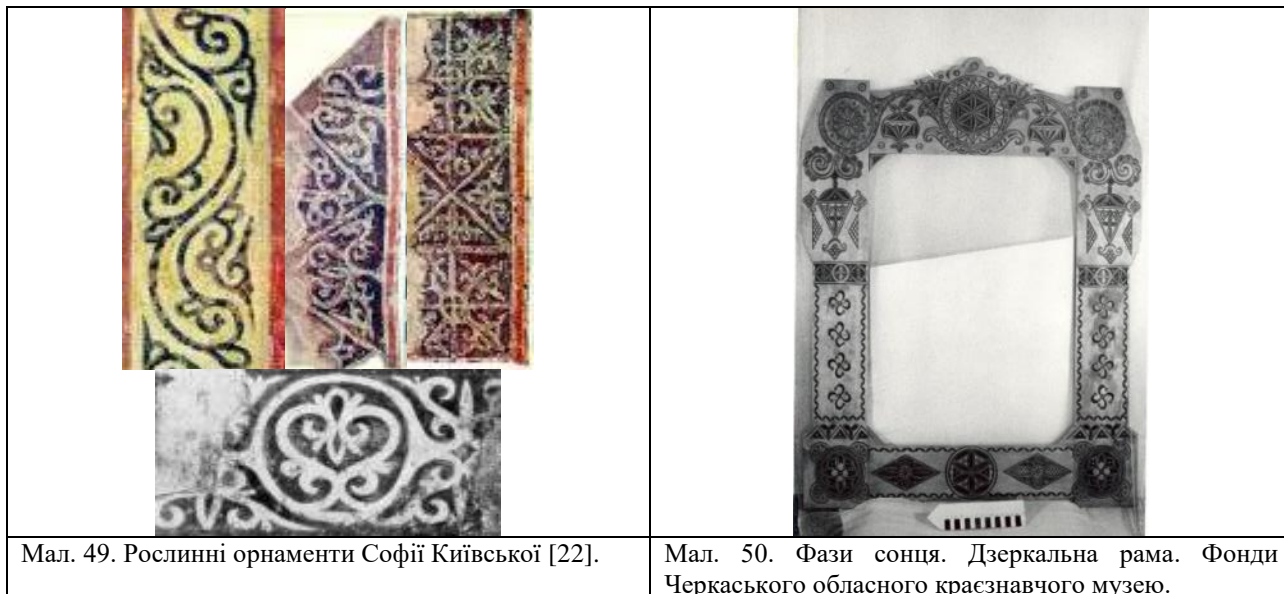 Мал. 49. Рослинні орнаменти Софії Київської [22].
Мал. 50. Фази сонця. Дзеркальна рама. Фонди
Черкаського обласного краєзнавчого музею.